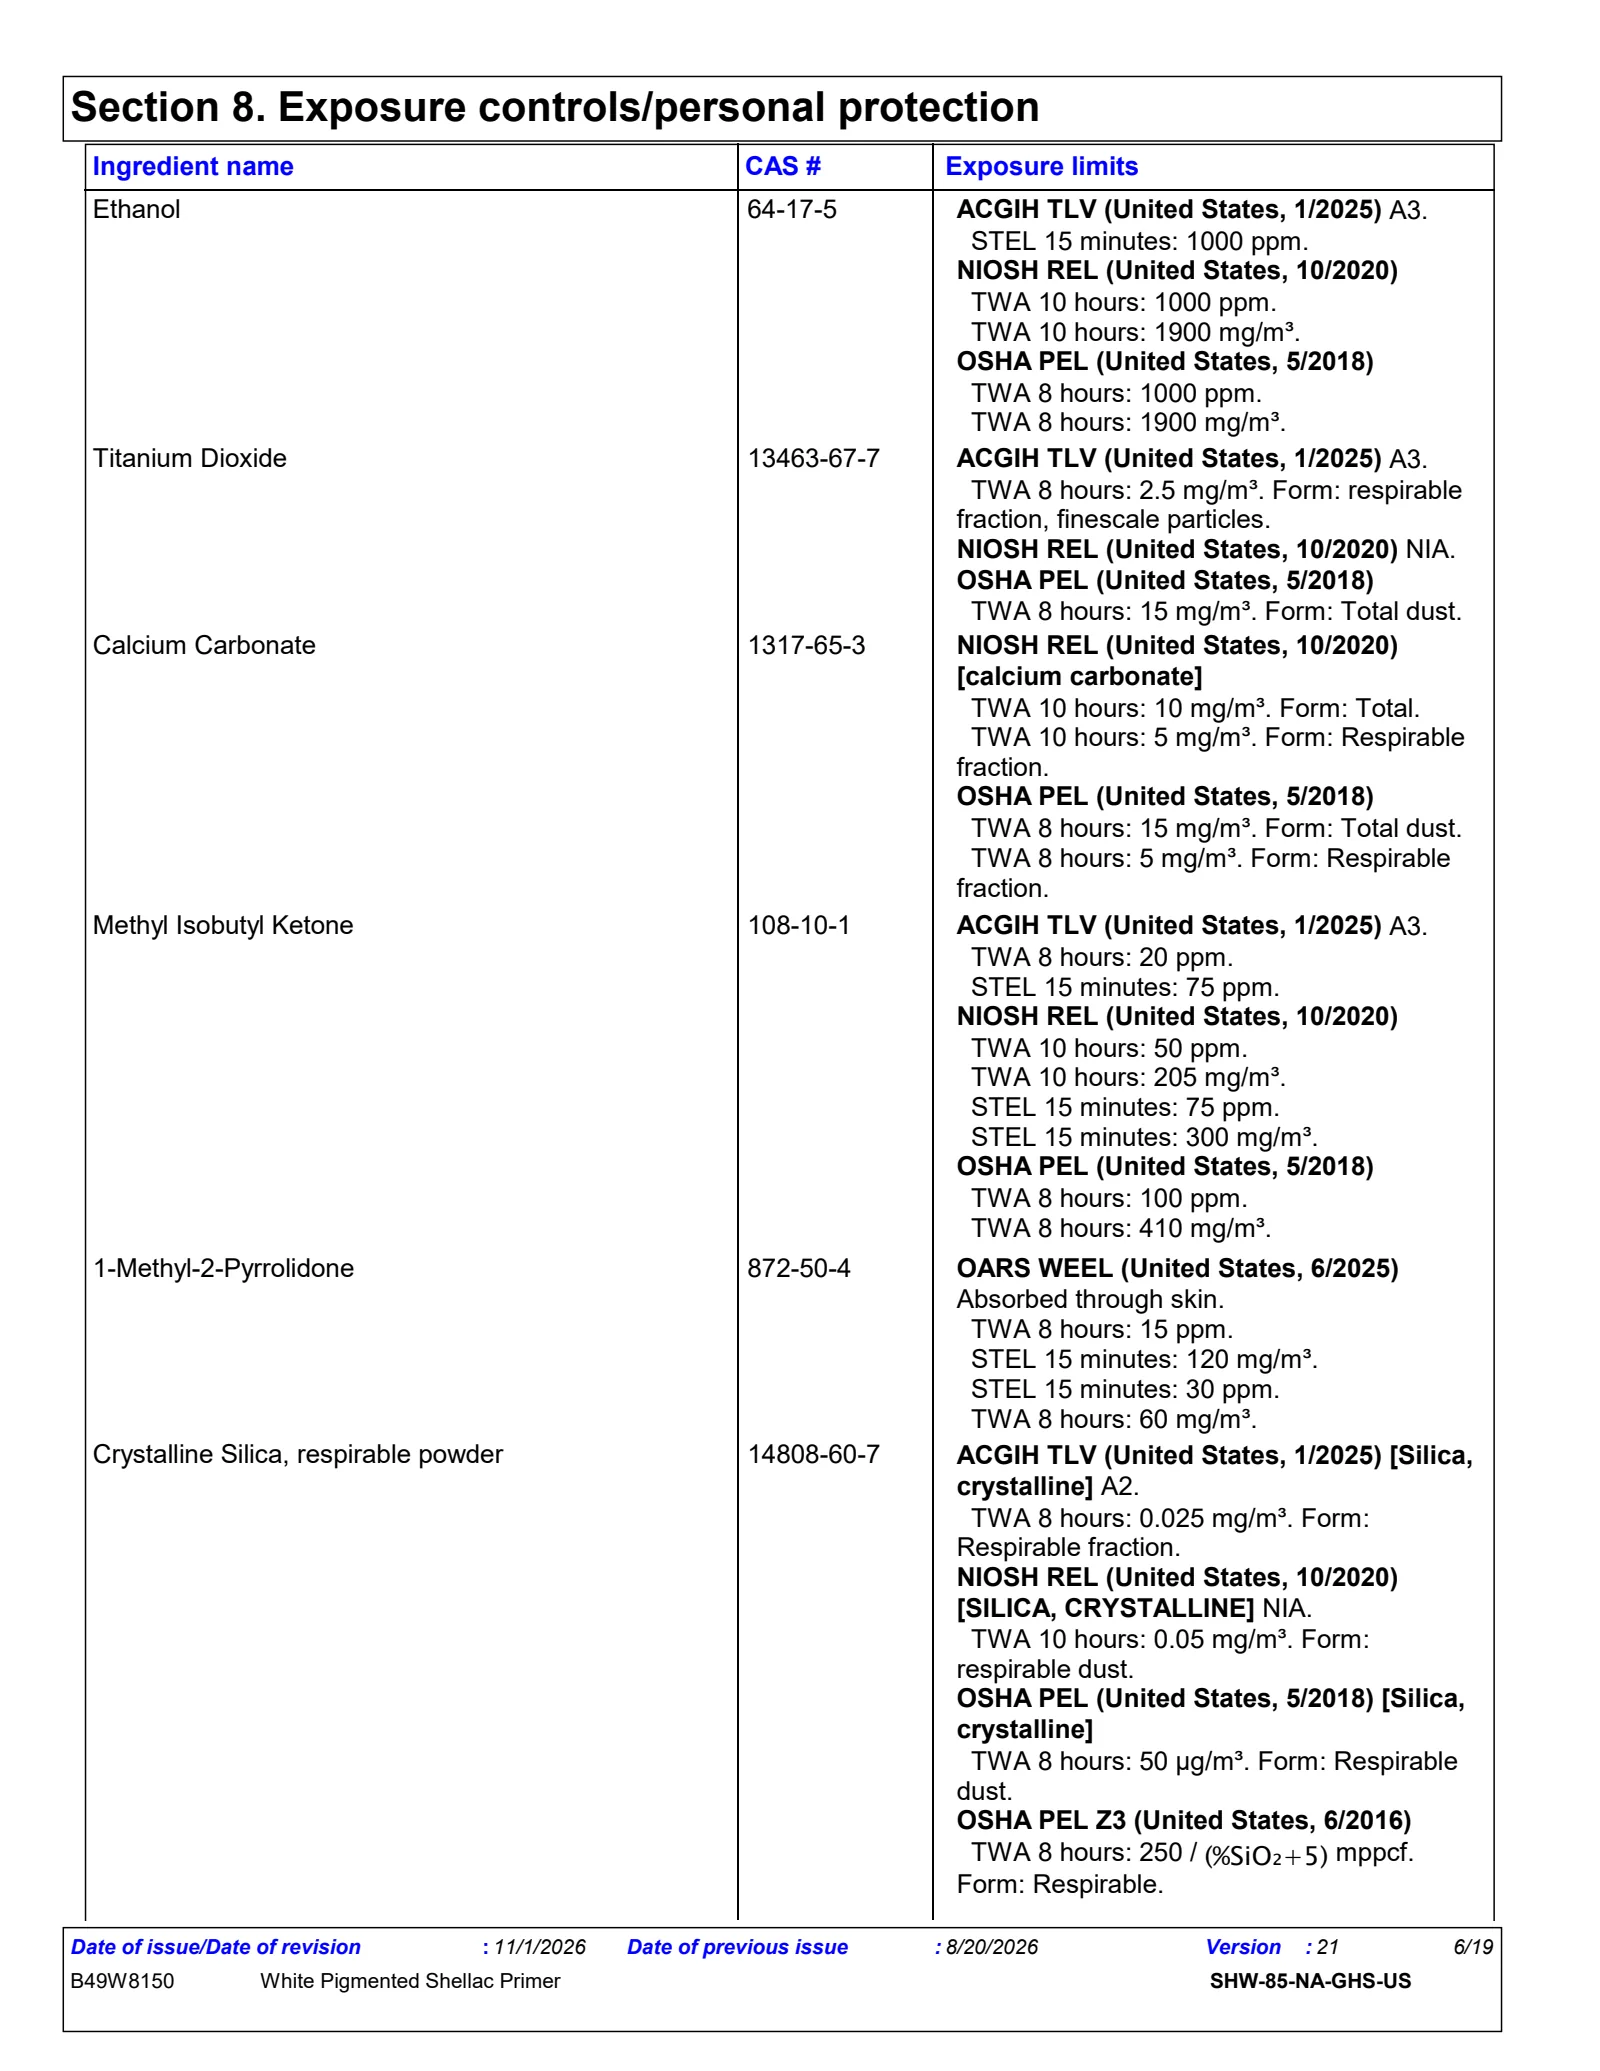 Section 8. Exposure controls/personal protection
Ingredient name CAS # Exposure limits
Ethanol 64-17-5 ACGIH TLV (United States, 1/2025) A3.
STEL 15 minutes: 1000 ppm.
NIOSH REL (United States, 10/2020)
TWA 10 hours: 1000 ppm.
TWA 10 hours: 1900 mg/m³.
OSHA PEL (United States, 5/2018)
TWA 8 hours: 1000 ppm.
TWA 8 hours: 1900 mg/m³.
Titanium Dioxide 13463-67-7 ACGIH TLV (United States, 1/2025) A3.
TWA 8 hours: 2.5 mg/m³. Form: respirable
fraction, finescale particles.
NIOSH REL (United States, 10/2020) NIA.
OSHA PEL (United States, 5/2018)
TWA 8 hours: 15 mg/m³. Form: Total dust.
Calcium Carbonate 1317-65-3 NIOSH REL (United States, 10/2020)
[calcium carbonate]
TWA 10 hours: 10 mg/m³. Form: Total.
TWA 10 hours: 5 mg/m³. Form: Respirable
fraction.
OSHA PEL (United States, 5/2018)
TWA 8 hours: 15 mg/m³. Form: Total dust.
TWA 8 hours: 5 mg/m³. Form: Respirable
fraction.
Methyl Isobutyl Ketone 108-10-1 ACGIH TLV (United States, 1/2025) A3.
TWA 8 hours: 20 ppm.
STEL 15 minutes: 75 ppm.
NIOSH REL (United States, 10/2020)
TWA 10 hours: 50 ppm.
TWA 10 hours: 205 mg/m³.
STEL 15 minutes: 75 ppm.
STEL 15 minutes: 300 mg/m³.
OSHA PEL (United States, 5/2018)
TWA 8 hours: 100 ppm.
TWA 8 hours: 410 mg/m³.
1-Methyl-2-Pyrrolidone 872-50-4 OARS WEEL (United States, 6/2025)
Absorbed through skin.
TWA 8 hours: 15 ppm.
STEL 15 minutes: 120 mg/m³.
STEL 15 minutes: 30 ppm.
TWA 8 hours: 60 mg/m³.
Crystalline Silica, respirable powder 14808-60-7 ACGIH TLV (United States, 1/2025) [Silica,
crystalline] A2.
TWA 8 hours: 0.025 mg/m³. Form:
Respirable fraction.
NIOSH REL (United States, 10/2020)
[SILICA, CRYSTALLINE] NIA.
TWA 10 hours: 0.05 mg/m³. Form:
respirable dust.
OSHA PEL (United States, 5/2018) [Silica,
crystalline]
TWA 8 hours: 50 µg/m³. Form: Respirable
dust.
OSHA PEL Z3 (United States, 6/2016)
TWA 8 hours: 250 / (%SiO₂+5) mppcf.
Form: Respirable.
Date of issue/Date of revision : 11/1/2026 Date of previous issue : 8/20/2026 Version : 21 6/19
B49W8150 White Pigmented Shellac Primer SHW-85-NA-GHS-US